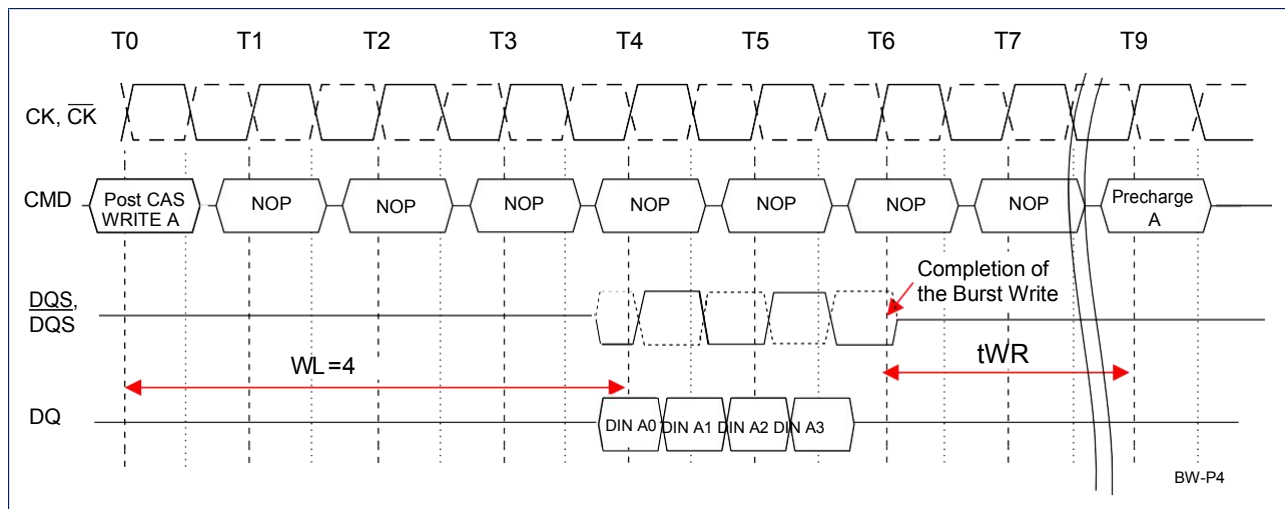 T0 T1 T2 T3 T4 T5 T6 T7 T9
CK, CK
CMD
Post CAS
WRITE A
NOP NOP NOP NOP NOP NOP NOP
Precharge
A
DQS,
DQS
Completion of
the Burst Write
WL=4
tWR
DQ
DIN A0 DIN A1 DIN A2 DIN A3
BW-P4